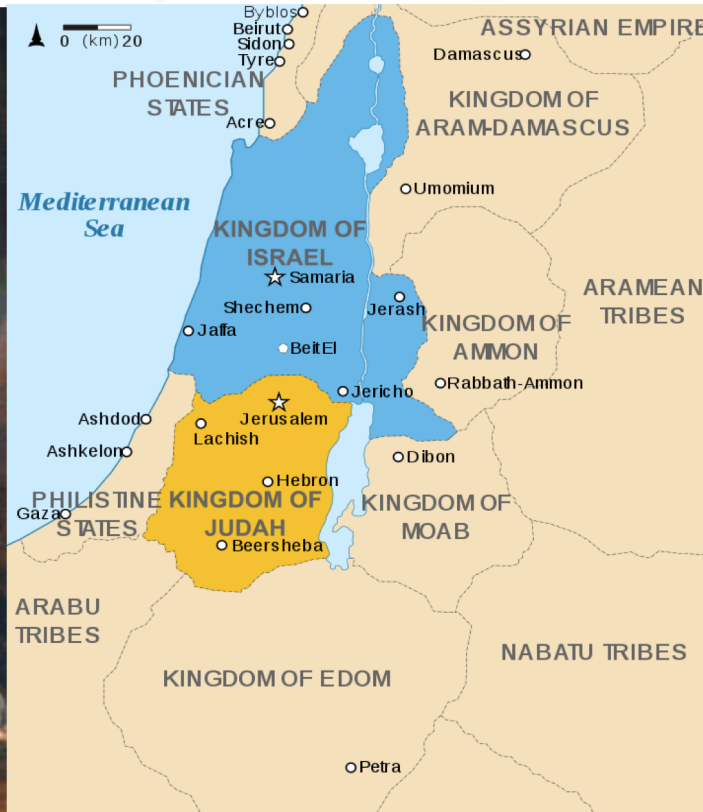 Byblos
Beirut
Sidon
Tyre
0 (km) 20
ASSYRIAN EMPIRE
Damascus
PHOENICIAN
STATES
KINGDOM OF
ARAM-DAMASCUS
Acre
Umomium
Mediterranean
Sea
KINGDOM OF
ISRAEL
Samaria
Shechem
Jerash
ARAMEAN
TRIBES
Jaffa
KINGDOM OF
AMMON
BeitEl
Rabbath-Ammon
Jericho
Ashdod
Jerusalem
Lachish
Ashkelon
Dibon
Hebron
PHILISTINE
STATES
KINGDOM OF
JUDAH
KINGDOM OF
MOAB
Gaza
Beersheba
ARABU
TRIBES
NABATU TRIBES
KINGDOM OF EDOM
Petra